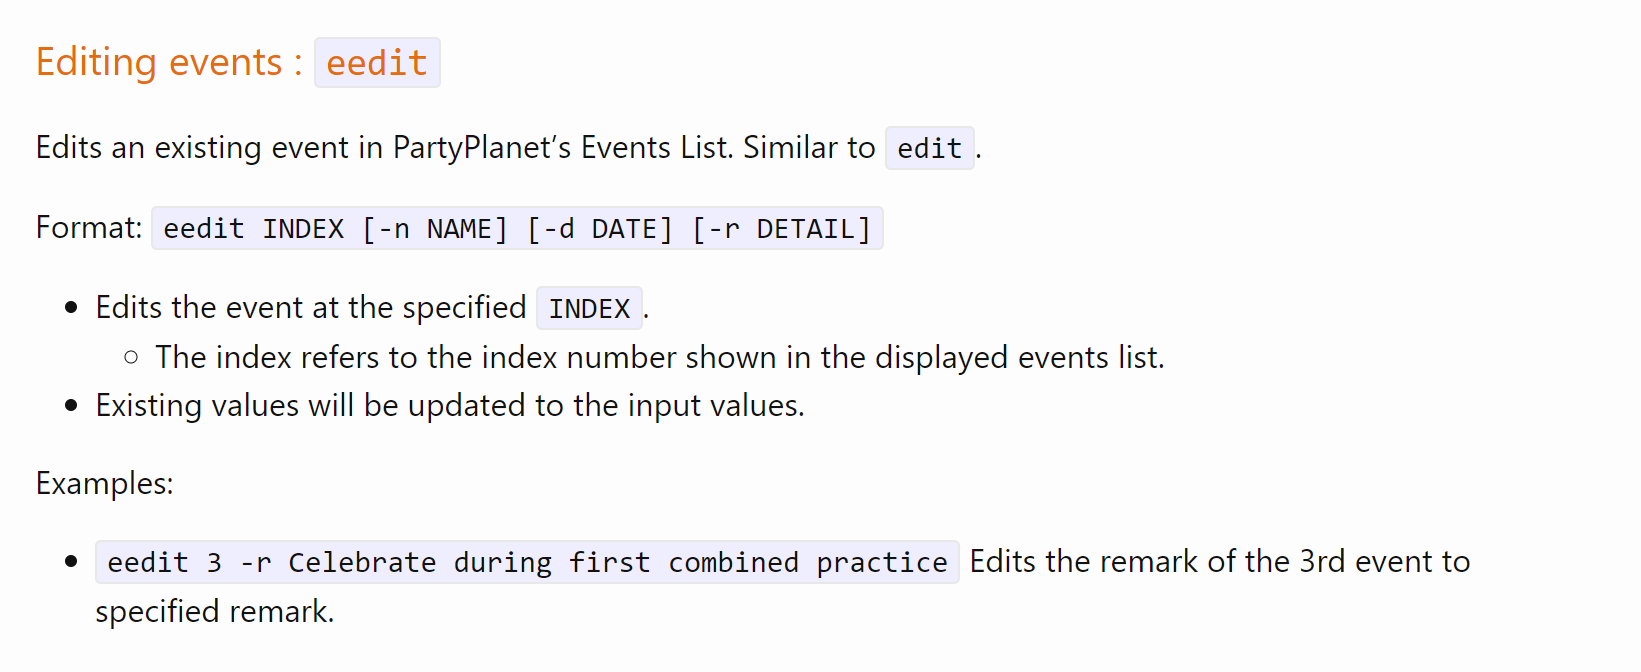 Editing events : eedit
Edits an existing event in PartyPlanet’s Events List. Similar to edit.
Format: eedit INDEX [-n NAME] [-d DATE] [-r DETAIL]
Edits the event at the specified INDEX.
The index refers to the index number shown in the displayed events list.
Existing values will be updated to the input values.
Examples:
eedit 3 -r Celebrate during first combined practice Edits the remark of the 3rd event to
specified remark.